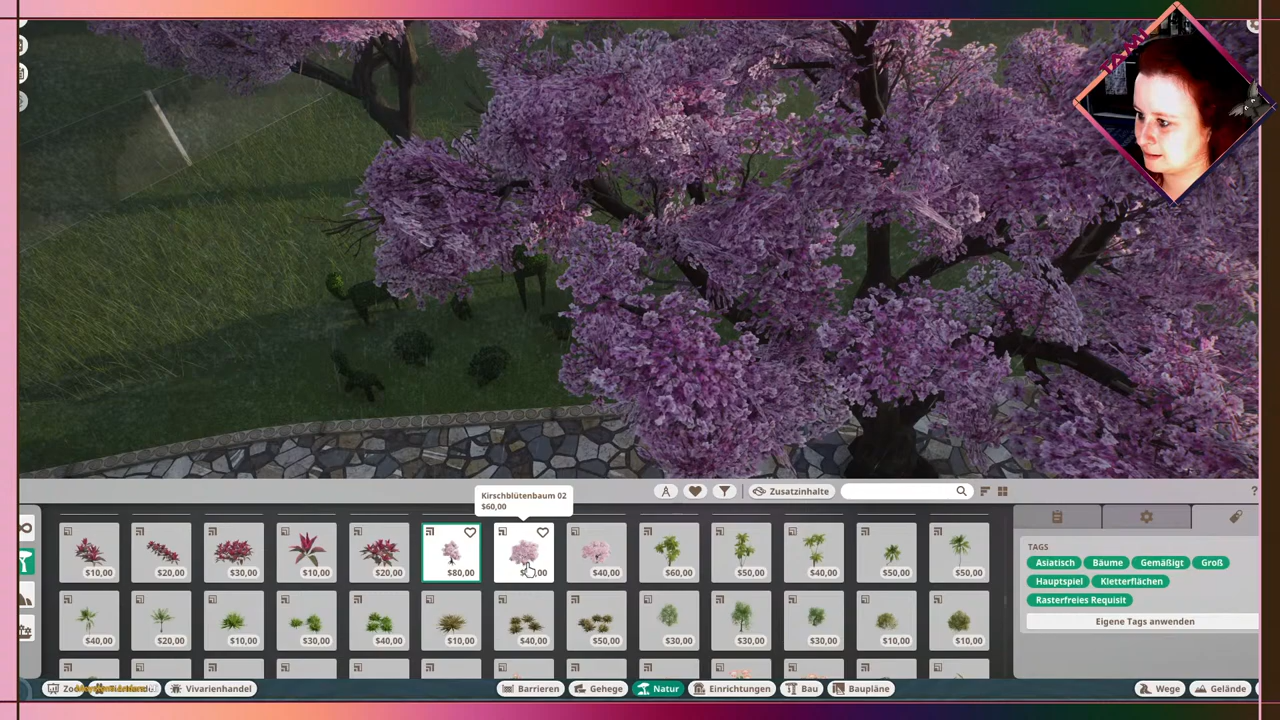 TAMI
Kirschblütenbaum 02
$60,00
Zusatzinhalte
?
$10,00 $20,00 $30,00 $10,00 $20,00 $80,00 $40,00 $60,00 $50,00 $40,00 $50,00 $50,00
$40,00 $20,00 $10,00 $30,00 $40,00 $10,00 $40,00 $50,00 $30,00 $30,00 $30,00 $10,00 $10,00
TAGS
Asiatisch Bäume Gemäßigt Groß
Hauptspiel Kletterflächen
Rasterfreies Requisit
Eigene Tags anwenden
Vivarienhandel Barrieren Gehege Natur Einrichtungen Bau Baupläne Wege Gelände